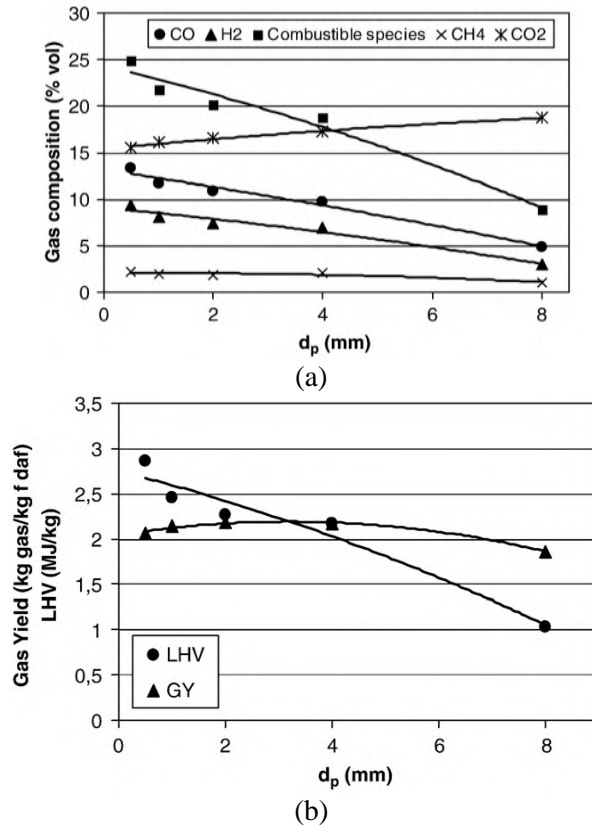 CO H2 Combustible species CH4 CO2
30
25
20
15
10
5
0
Gas composition (% vol)
0 2 4 6 8
dp (mm)
(a)
3,5
3
2,5
2
1,5
1
0,5
0
Gas Yield (kg gas/kg f daf)
LHV (MJ/kg)
LHV
GY
0 2 4 6 8
dp (mm)
(b)